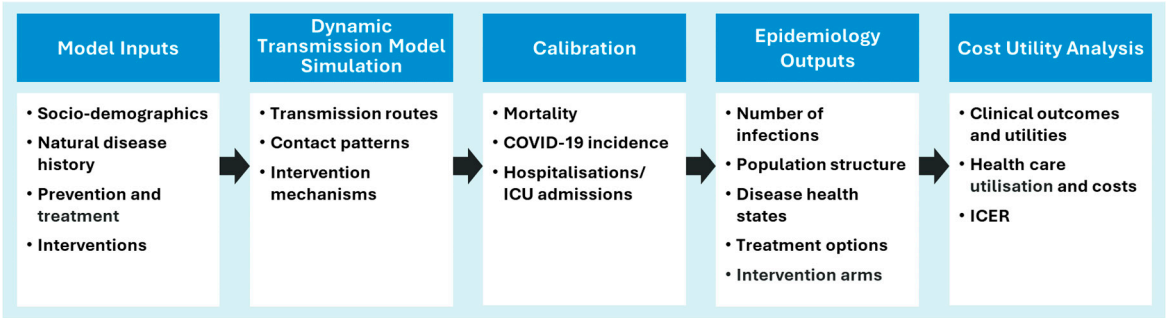 Model Inputs
• Socio-demographics
• Natural disease
history
• Prevention and
treatment
• Interventions
Dynamic
Transmission Model
Simulation
• Transmission routes
• Contact patterns
• Intervention
mechanisms
Calibration
• Mortality
• COVID-19 incidence
• Hospitalisations/
ICU admissions
Epidemiology
Outputs
• Number of
infections
• Population structure
• Disease health
states
• Treatment options
• Intervention arms
Cost Utility Analysis
• Clinical outcomes
and utilities
• Health care
utilisation and costs
• ICER